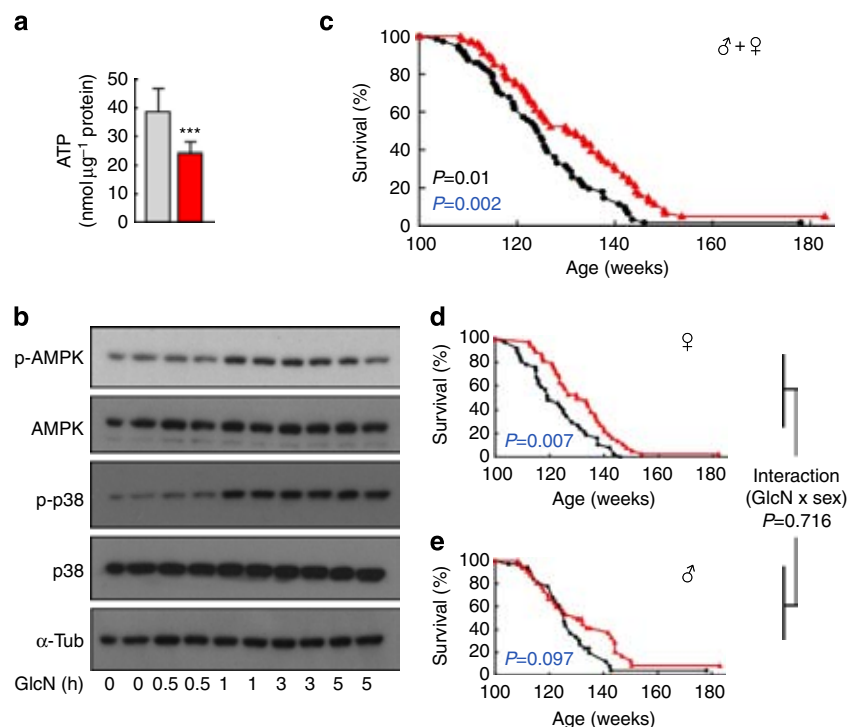 a
ATP
(nmol µg⁻¹ protein)
50
40
30
20
10
0
***
c
Survival (%)
100
80
60
40
20
0
♂+♀
P=0.01
P=0.002
100 120 140 160 180
Age (weeks)
b
p-AMPK
AMPK
p-p38
p38
α-Tub
GlcN (h) 0 0 0.5 0.5 1 1 3 3 5 5
d
Survival (%)
100
80
60
40
20
0
♀
P=0.007
100 120 140 160 180
Age (weeks)
Interaction
(GlcN x sex)
P=0.716
e
Survival (%)
100
80
60
40
20
0
♂
P=0.097
100 120 140 160 180
Age (weeks)